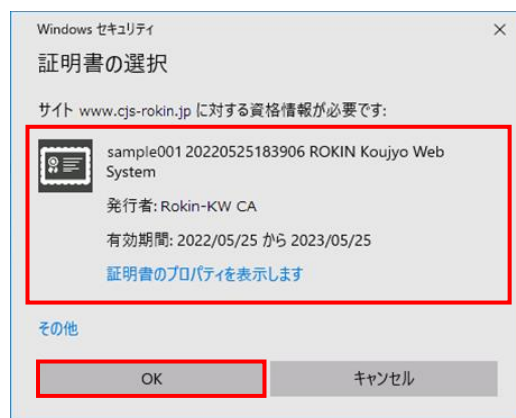 Windows セキュリティ
証明書の選択
サイト www.cjs-rokin.jp に対する資格情報が必要です:
sample001 20220525183906 ROKIN Koujyo Web
System
発行者: Rokin-KW CA
有効期間: 2022/05/25 から 2023/05/25
証明書のプロパティを表示します
その他
OK
キャンセル